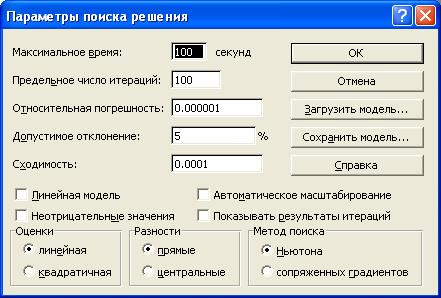 Параметры поиска решения
Максимальное время: 100 секунд
OK
Предельное число итераций: 100
Отмена
Относительная погрешность: 0.000001
Загрузить модель...
Допустимое отклонение: 5 %
Сохранить модель...
Сходимость: 0.0001
Справка
Линейная модель
Автоматическое масштабирование
Неотрицательные значения
Показывать результаты итераций
Оценки
линейная
квадратичная
Разности
прямые
центральные
Метод поиска
Ньютона
сопряженных градиентов